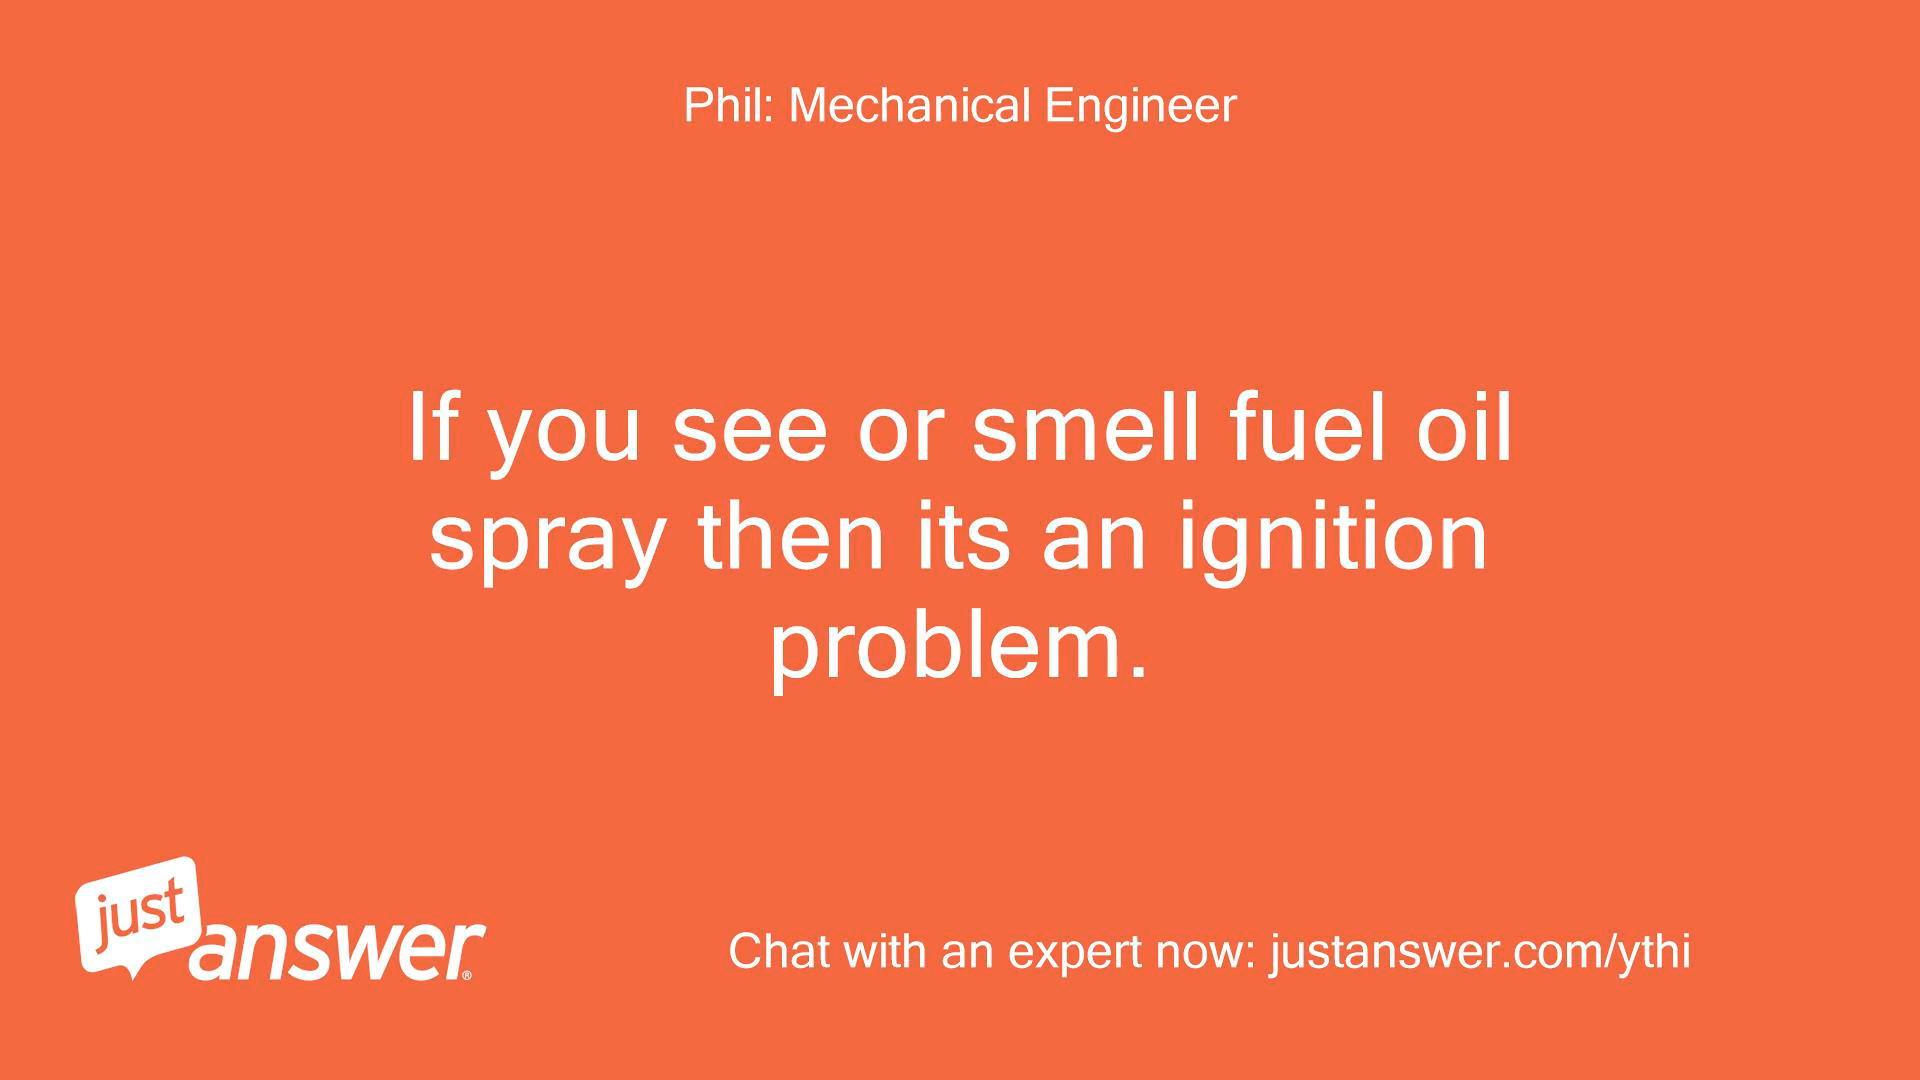 Phil: Mechanical Engineer
If you see or smell fuel oil
spray then its an ignition
problem.
just
answer®
Chat with an expert now: justanswer.com/ythi